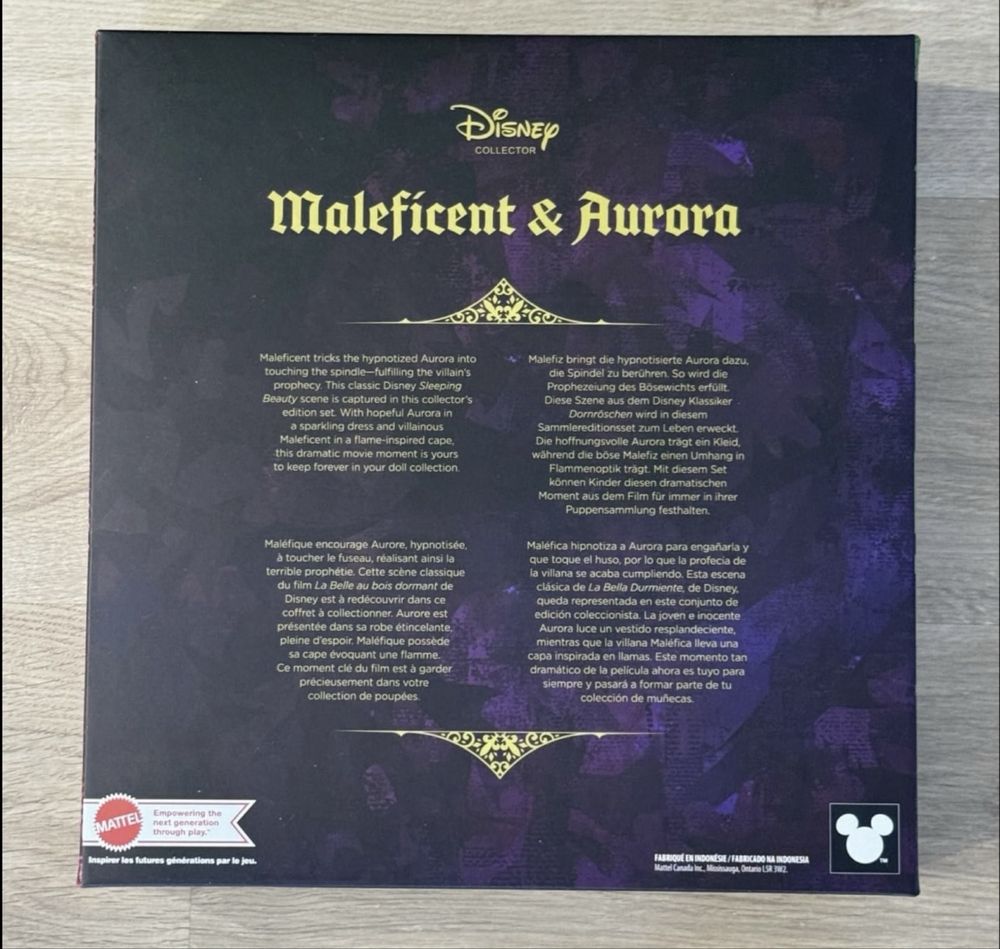 Disney
COLLECTOR
Maleficent & Aurora
Maleficent tricks the hypnotized Aurora into
touching the spindle—fulfilling the villain's
prophecy. This classic Disney Sleeping
Beauty scene is captured in this collector's
edition set. With hopeful Aurora in
a sparkling dress and villainous
Maleficent in a flame-inspired cape,
this dramatic movie moment is yours
to keep forever in your doll collection.
Malefiz bringt die hypnotisierte Aurora dazu,
die Spindel zu berühren. So wird die
Prophezeiung des Bösewichts erfüllt.
Diese Szene aus dem Disney Klassiker
Dornröschen wird in diesem
Sammlereditionsset zum Leben erweckt.
Die hoffnungsvolle Aurora trägt ein Kleid,
während die böse Malefiz einen Umhang in
Flammenoptik trägt. Mit diesem Set
können Kinder diesen dramatischen
Moment aus dem Film für immer in ihrer
Puppensammlung festhalten.
Maléfique encourage Aurore, hypnotisée,
à toucher le fuseau, réalisant ainsi la
terrible prophétie. Cette scène classique
du film La Belle au bois dormant de
Disney est à redécouvrir dans ce
coffret à collectionner. Aurore est
présentée dans sa robe étincelante,
pleine d'espoir. Maléfique possède
sa cape évoquant une flamme.
Ce moment clé du film est à garder
précieusement dans votre
collection de poupées.
Maléfica hipnotiza a Aurora para engañarla y
que toque el huso, por lo que la profecia de
la villana se acaba cumpliendo. Esta escena
clásica de La Bella Durmiente, de Disney,
queda representada en este conjunto de
edición coleccionista. La joven e inocente
Aurora luce un vestido resplandeciente,
mientras que la villana Maléfica lleva una
capa inspirada en llamas. Este momento tan
dramático de la película ahora es tuyo para
siempre y pasará a formar parte de tu
colección de muñecas.
MATTEL
Empowering the
next generation
through play.™
Inspirer les futures générations par le jeu.
FABRIQUÉ EN INDONÉSIE / FABRICADO NA INDONESIA
Mattel Canada Inc., Mississauga, Ontario L5R 3W2.
TM